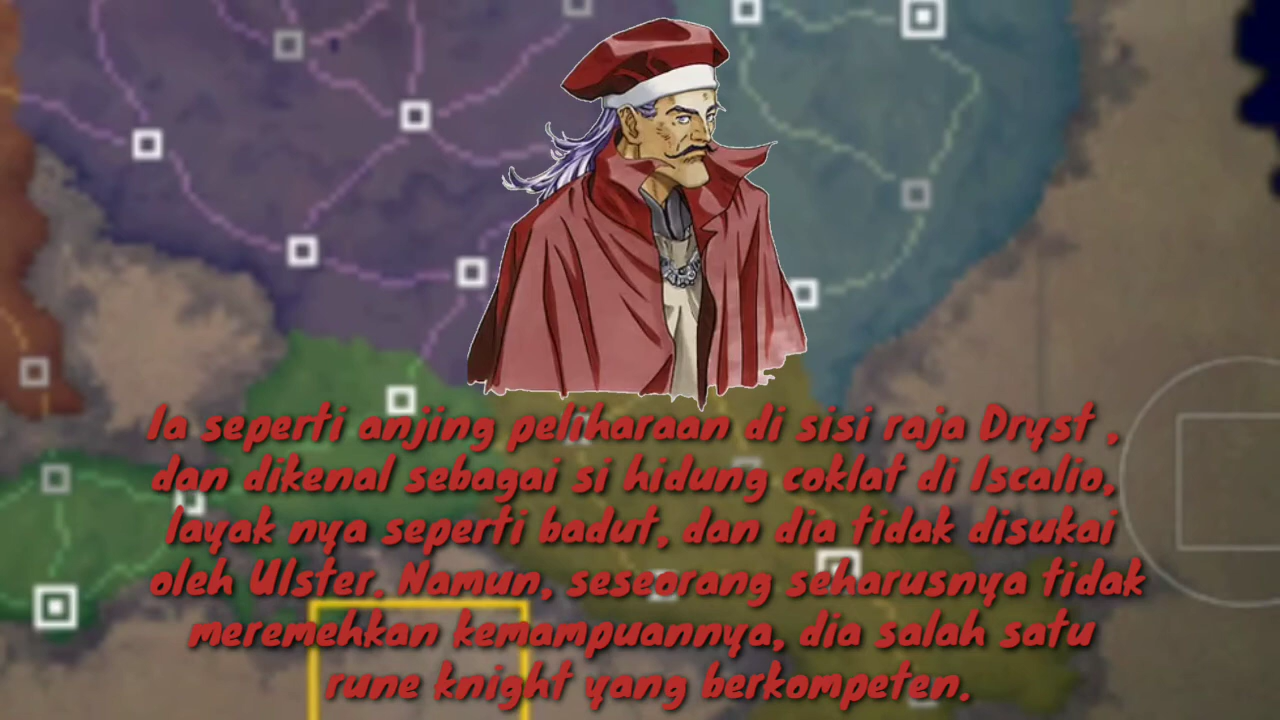 Ia seperti anjing peliharaan di sisi raja Dryst ,
dan dikenal sebagai si hidung coklat di Iscalio,
layak nya seperti badut, dan dia tidak disukai
oleh Ulster. Namun, seseorang seharusnya tidak
meremehkan kemampuannya, dia salah satu
rune knight yang berkompeten.